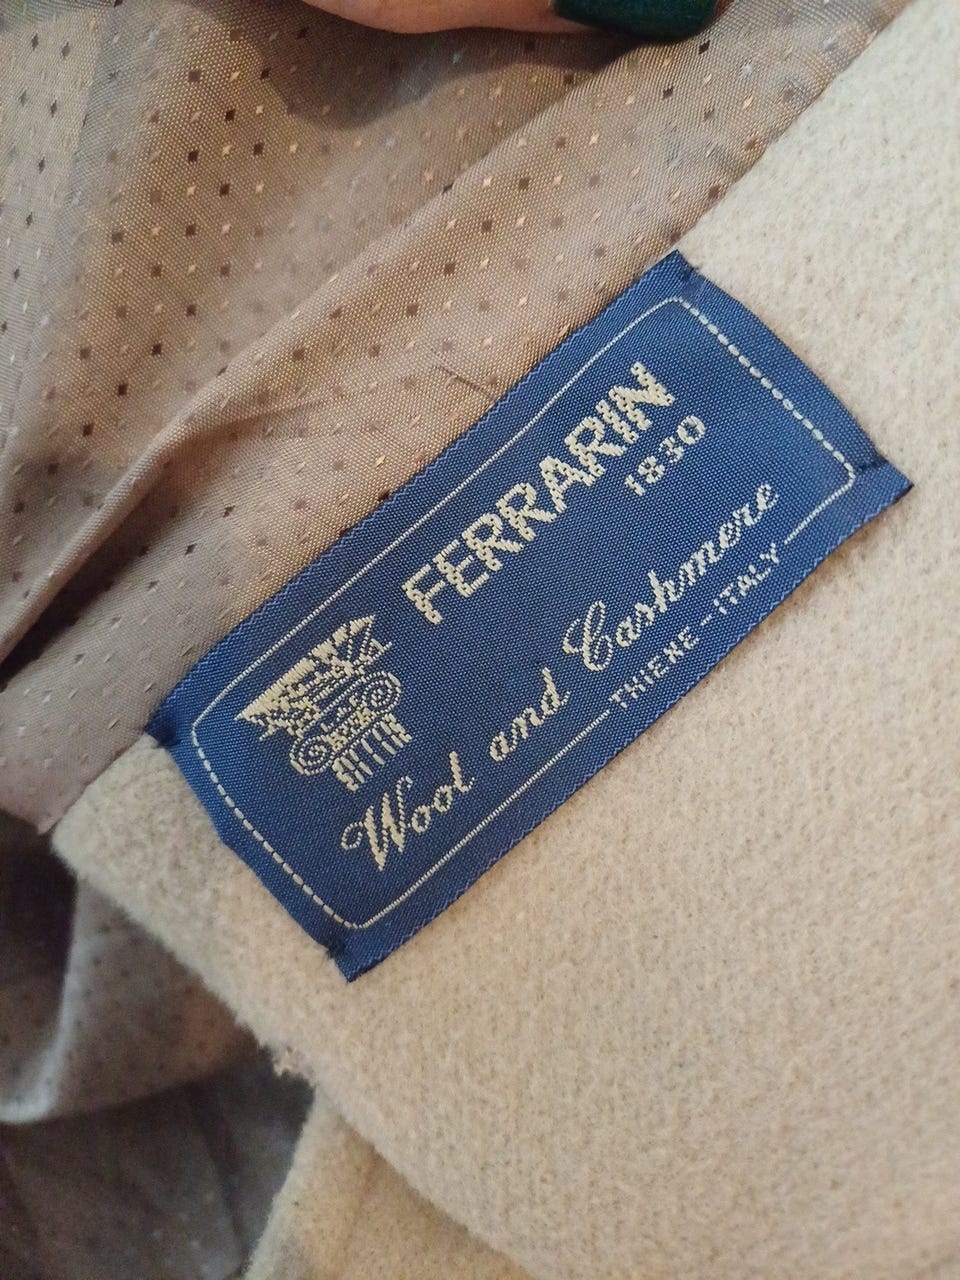 FERRARIN
1830
Wool and Cashmere
THIENE - ITALY